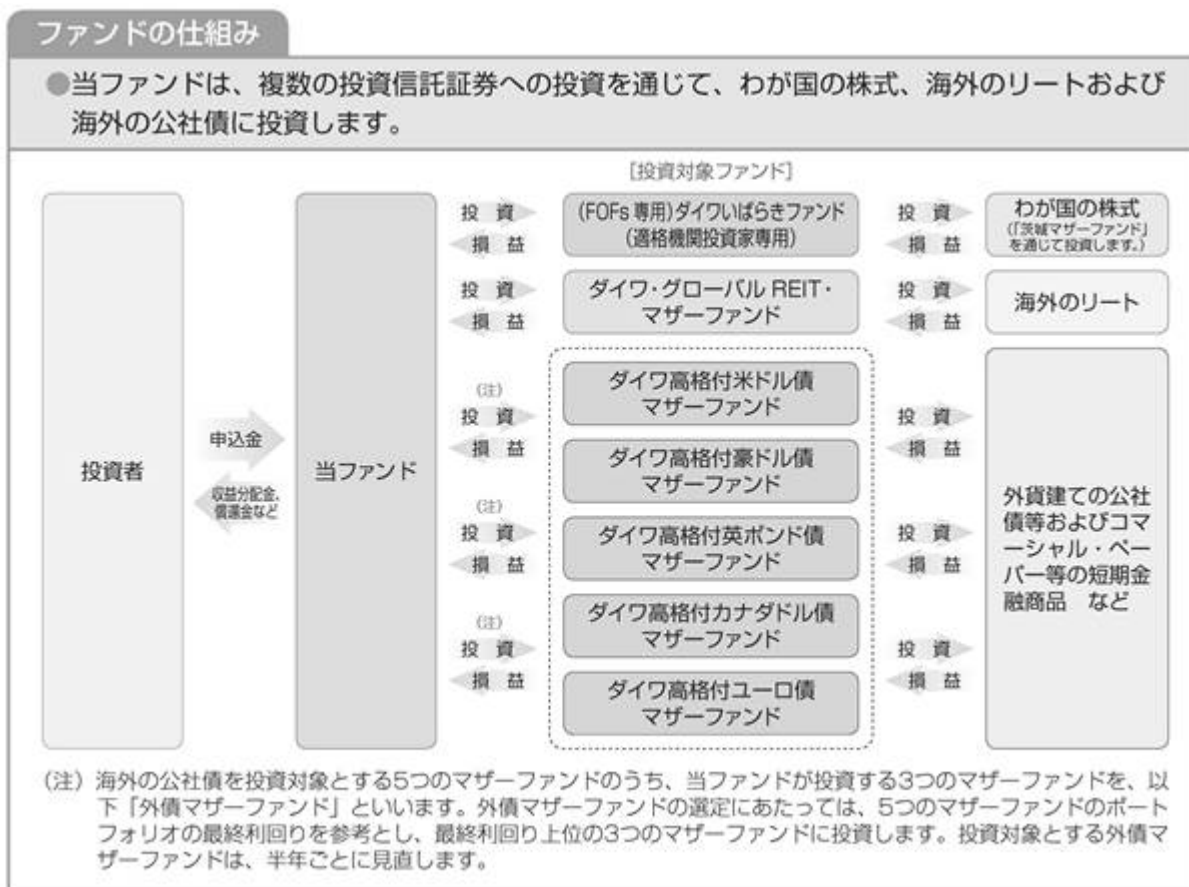 ファンドの仕組み
●当ファンドは、複数の投資信託証券への投資を通じて、わが国の株式、海外のリートおよび
海外の公社債に投資します。
[投資対象ファンド]
投資者
申込金
収益分配金、
償還金など
当ファンド
投 資
損 益
(FOFs 専用)ダイワいばらきファンド
(適格機関投資家専用)
投 資
損 益
わが国の株式
(「茨城マザーファンド」
を通じて投資します。)
投 資
損 益
ダイワ・グローバル REIT・
マザーファンド
投 資
損 益
海外のリート
(注)
投 資
損 益
(注)
投 資
損 益
(注)
投 資
損 益
ダイワ高格付米ドル債
マザーファンド
ダイワ高格付豪ドル債
マザーファンド
ダイワ高格付英ポンド債
マザーファンド
ダイワ高格付カナダドル債
マザーファンド
ダイワ高格付ユーロ債
マザーファンド
投 資
損 益
投 資
損 益
投 資
損 益
外貨建ての公社
債等およびコマ
ーシャル・ペー
パー等の短期金
融商品 など
(注) 海外の公社債を投資対象とする5つのマザーファンドのうち、当ファンドが投資する3つのマザーファンドを、以
下「外債マザーファンド」といいます。外債マザーファンドの選定にあたっては、5つのマザーファンドのポート
フォリオの最終利回りを参考とし、最終利回り上位の3つのマザーファンドに投資します。投資対象とする外債マ
ザーファンドは、半年ごとに見直します。